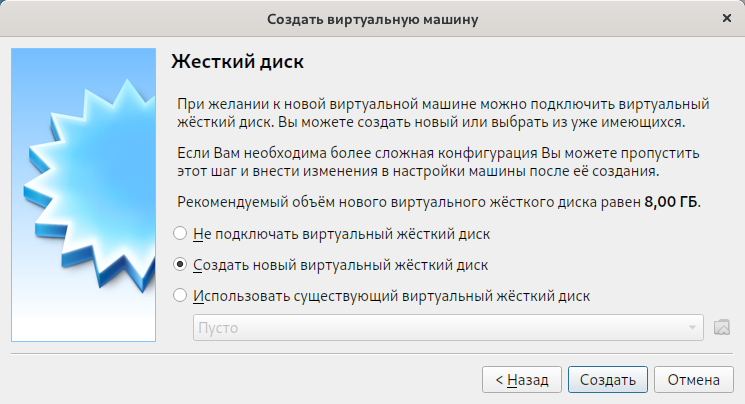 Создать виртуальную машину
Жесткий диск
При желании к новой виртуальной машине можно подключить виртуальный
жёсткий диск. Вы можете создать новый или выбрать из уже имеющихся.
Если Вам необходима более сложная конфигурация Вы можете пропустить
этот шаг и внести изменения в настройки машины после её создания.
Рекомендуемый объём нового виртуального жёсткого диска равен 8,00 ГБ.
Не подключать виртуальный жёсткий диск
Создать новый виртуальный жёсткий диск
Использовать существующий виртуальный жёсткий диск
Пусто
< Назад
Создать
Отмена